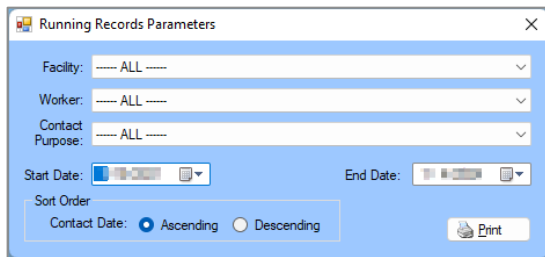 Running Records Parameters
Facility: ------ ALL ------
Worker: ------ ALL ------
Contact
Purpose: ------ ALL ------
Start Date: End Date:
Sort Order
Contact Date: Ascending Descending
Print